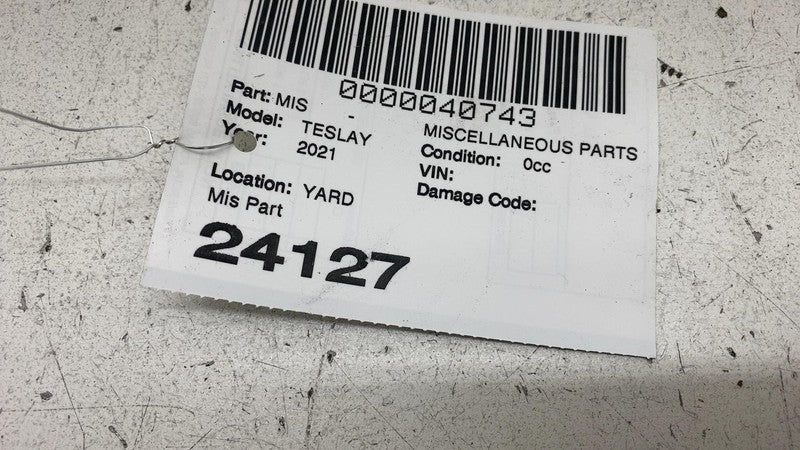 0000040743
Part: MIS - MISCELLANEOUS PARTS
Model: TESLAY Condition: 0cc
Year: 2021 VIN:
Damage Code:
Location: YARD
Mis Part
24127